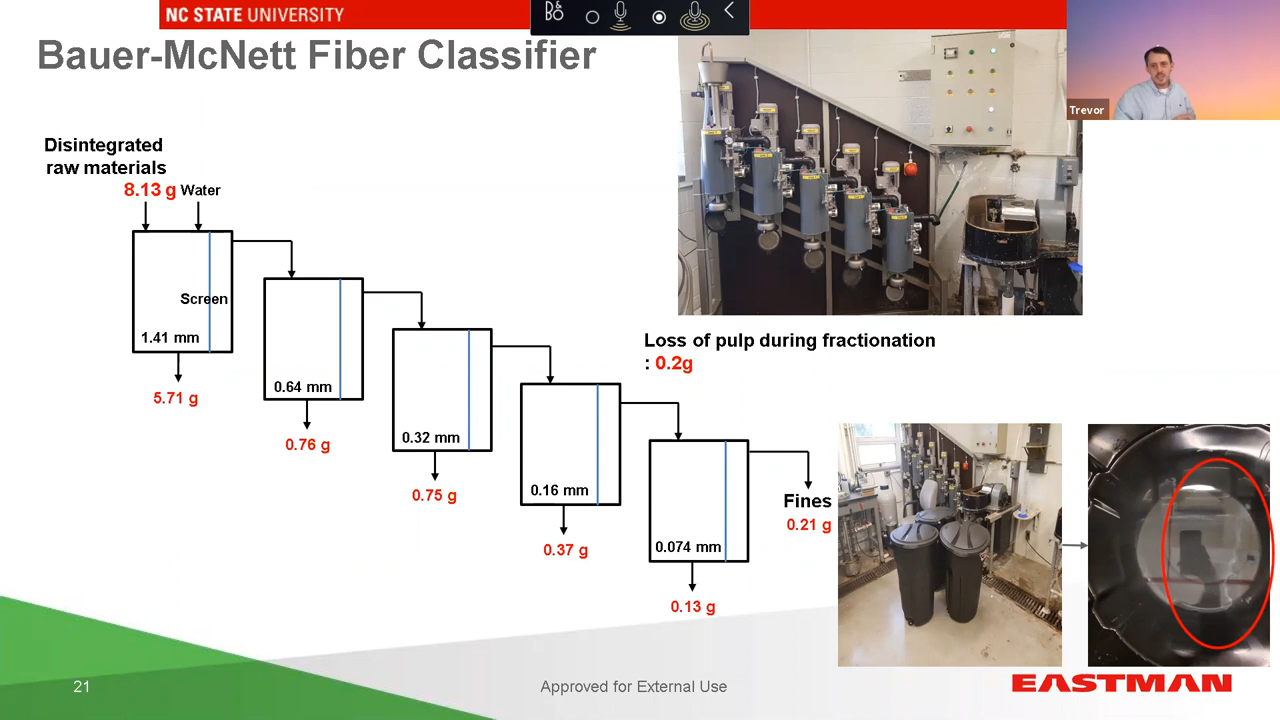 NC STATE UNIVERSITY
B&
O
Bauer-McNett Fiber Classifier
Trevor
Disintegrated
raw materials
8.13 g Water
Screen
1.41 mm
5.71 g
0.64 mm
0.76 g
0.32 mm
0.75 g
0.16 mm
0.37 g
0.074 mm
0.13 g
Fines
0.21 g
Loss of pulp during fractionation
: 0.2g
21
Approved for External Use
EASTMAN